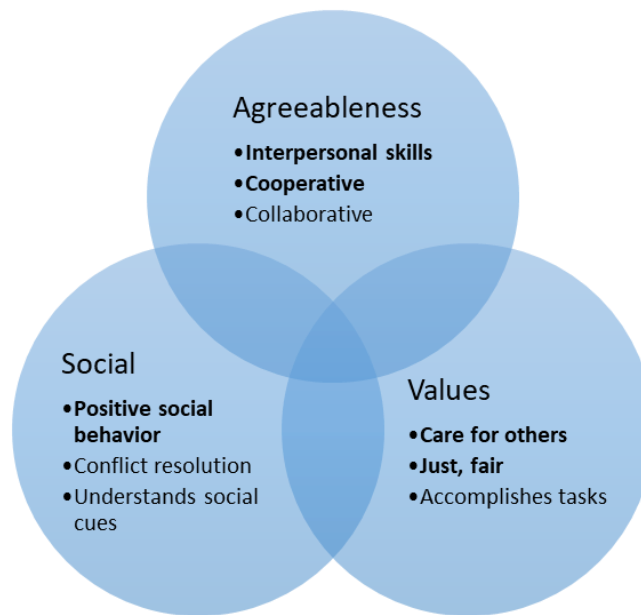 Agreeableness
•Interpersonal skills
•Cooperative
•Collaborative
Social
•Positive social
behavior
•Conflict resolution
•Understands social
cues
Values
•Care for others
•Just, fair
•Accomplishes tasks